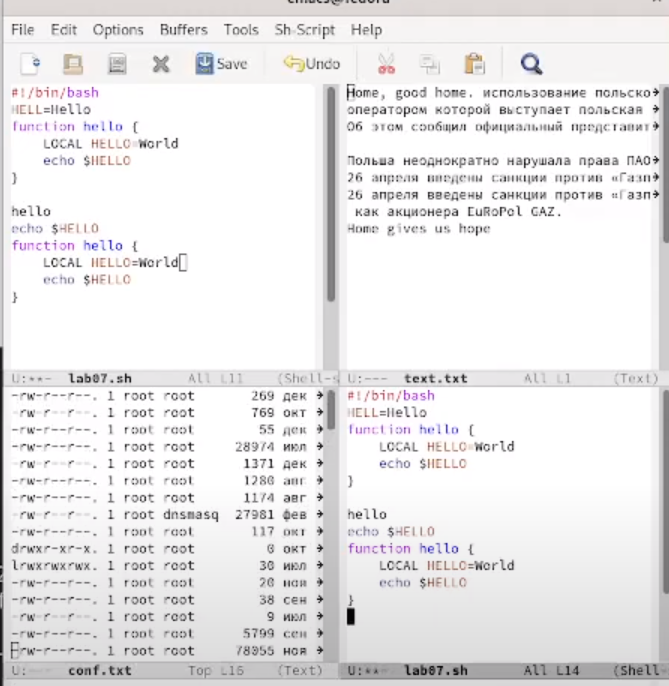 emacs@fedora
File Edit Options Buffers Tools Sh-Script Help
Save Undo
#!/bin/bash
HELL=Hello
function hello {
    LOCAL HELLO=World
    echo $HELLO
}
hello
echo $HELLO
function hello {
    LOCAL HELLO=World
    echo $HELLO
}
U:**- lab07.sh All L11 (Shell-s
Home, good home. использование польско
оператором которой выступает польская
Об этом сообщил официальный представит
Польша неоднократно нарушала права ПАО
26 апреля введены санкции против «Газп
26 апреля введены санкции против «Газп
 как акционера EuRoPol GAZ.
Home gives us hope
U:--- text.txt All L1 (Text)
-rw-r--r--. 1 root root 269 дек
-rw-r--r--. 1 root root 769 окт
-rw-r--r--. 1 root root 55 дек
-rw-r--r--. 1 root root 28974 июл
-rw-r--r--. 1 root root 1371 дек
-rw-r--r--. 1 root root 1280 авг
-rw-r--r--. 1 root root 1174 авг
-rw-r--r--. 1 root dnsmasq 27981 фев
-rw-r--r--. 1 root root 117 окт
drwxr-xr-x. 1 root root 0 окт
lrwxrwxrwx. 1 root root 30 июл
-rw-r--r--. 1 root root 20 ноя
-rw-r--r--. 1 root root 38 сен
-rw-r--r--. 1 root root 9 июл
-rw-r--r--. 1 root root 5799 сен
-rw-r--r--. 1 root root 78055 ноя
U:--- conf.txt Top L16 (Text)
#!/bin/bash
HELL=Hello
function hello {
    LOCAL HELLO=World
    echo $HELLO
}
hello
echo $HELLO
function hello {
    LOCAL HELLO=World
    echo $HELLO
}
U:**- lab07.sh All L14 (Shell-